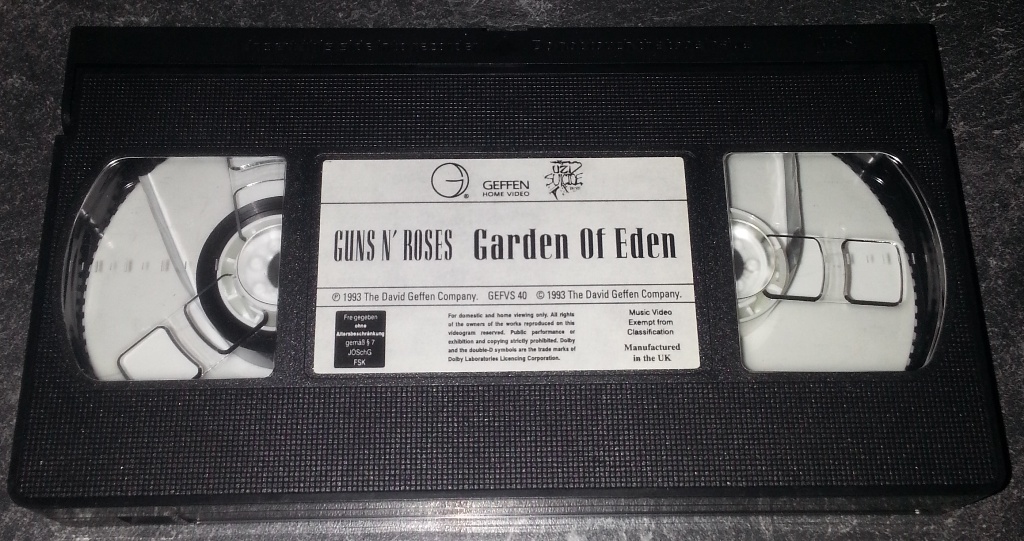 GEFFEN
HOME VIDEO
UZI
SUICIDE
GUNS N' ROSES Garden Of Eden
℗ 1993 The David Geffen Company. GEFVS 40 © 1993 The David Geffen Company.
Freigegeben
ohne
Altersbeschränkung
gemäß § 7
JÖSchG
FSK
For domestic and home viewing only. All rights
of the owners of the works reproduced on this
videogram reserved. Public performance or
exhibition and copying strictly prohibited. Dolby
and the double-D symbols are the trade marks of
Dolby Laboratories Licencing Corporation.
Music Video
Exempt from
Classification
Manufactured
in the UK